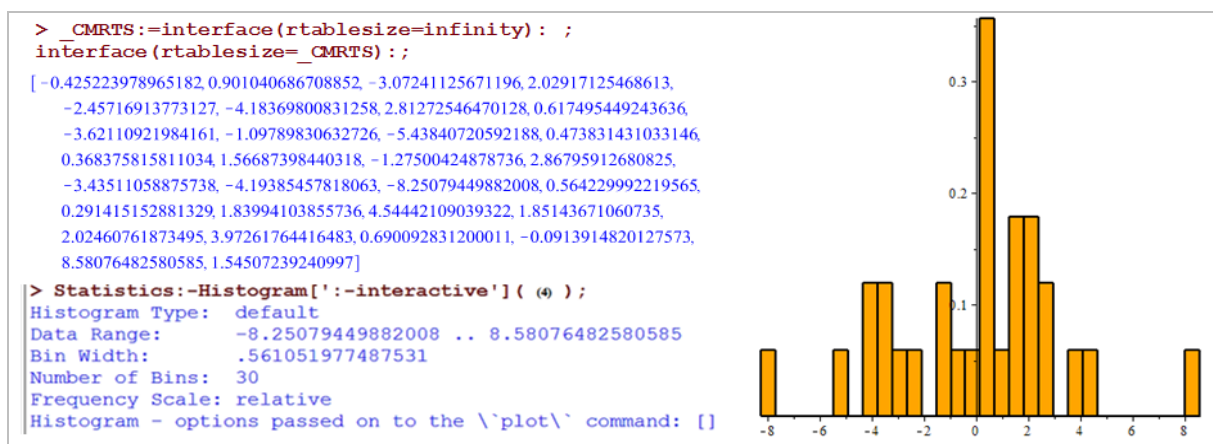 > _CMRTS:=interface(rtablesize=infinity): ;
interface(rtablesize=_CMRTS):;
[-0.425223978965182, 0.901040686708852, -3.07241125671196, 2.02917125468613,
-2.45716913773127, -4.18369800831258, 2.81272546470128, 0.617495449243636,
-3.62110921984161, -1.09789830632726, -5.43840720592188, 0.473831431033146,
0.368375815811034, 1.56687398440318, -1.27500424878736, 2.86795912680825,
-3.43511058875738, -4.19385457818063, -8.25079449882008, 0.564229992219565,
0.291415152881329, 1.83994103855736, 4.54442109039322, 1.85143671060735,
2.02460761873495, 3.97261764416483, 0.690092831200011, -0.0913914820127573,
8.58076482580585, 1.54507239240997]
> Statistics:-Histogram[':-interactive']( (4) );
Histogram Type: default
Data Range: -8.25079449882008 .. 8.58076482580585
Bin Width: .561051977487531
Number of Bins: 30
Frequency Scale: relative
Histogram - options passed on to the \`plot\` command: []
0.3
0.2
0.1
-8 -6 -4 -2 0 2 4 6 8